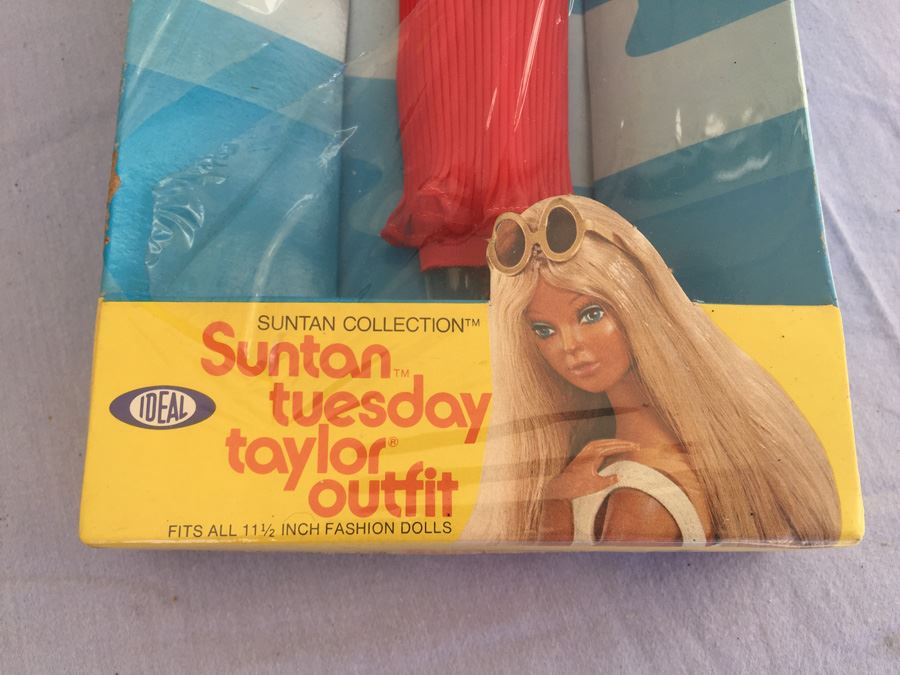 SUNTAN COLLECTION™
Suntan™
tuesday
taylor®
outfit
IDEAL
FITS ALL 11½ INCH FASHION DOLLS